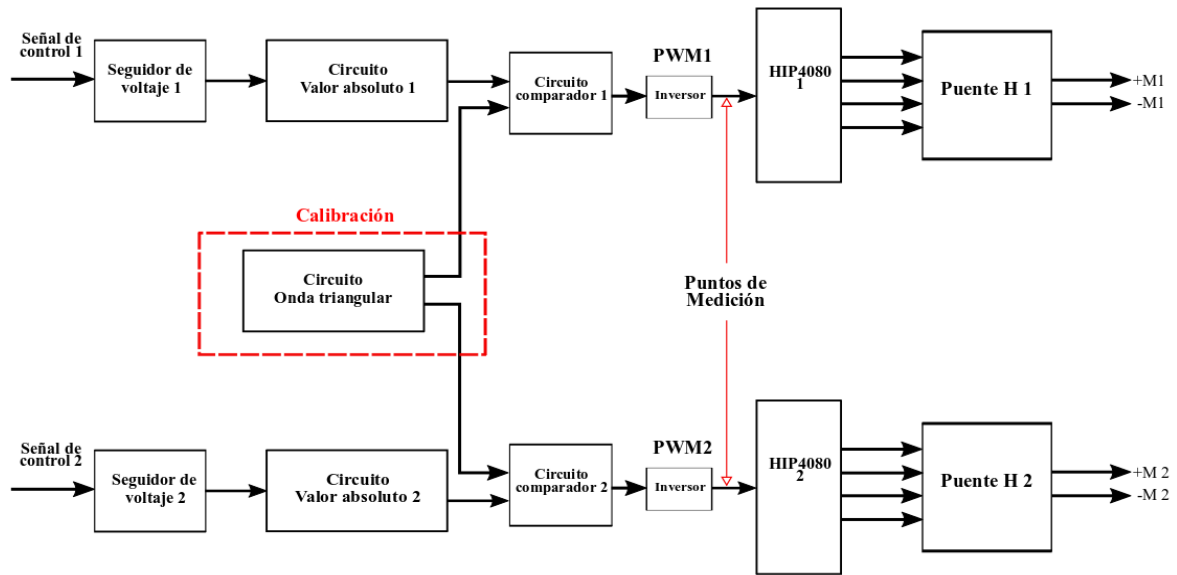 Señal de
control 1
Seguidor de
voltaje 1
Circuito
Valor absoluto 1
Circuito
comparador 1
PWM1
Inversor
HIP4080
1
Puente H 1
+M1
-M1
Calibración
Circuito
Onda triangular
Puntos de
Medición
Señal de
control 2
Seguidor de
voltaje 2
Circuito
Valor absoluto 2
Circuito
comparador 2
PWM2
Inversor
HIP4080
2
Puente H 2
+M 2
-M 2